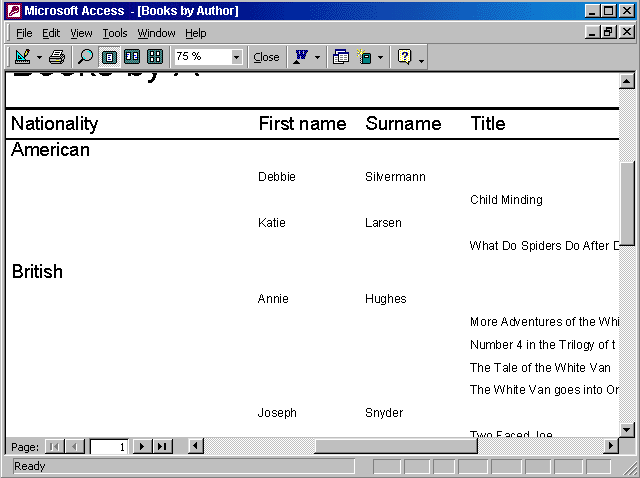 Microsoft Access - [Books by Author]
File Edit View Tools Window Help
75 % Close
Books by A
Nationality First name Surname Title
American
Debbie Silvermann
Child Minding
Katie Larsen
What Do Spiders Do After D
British
Annie Hughes
More Adventures of the Whi
Number 4 in the Trilogy of t
The Tale of the White Van
The White Van goes into Or
Joseph Snyder
Two Faced Joe
Page: 1
Ready